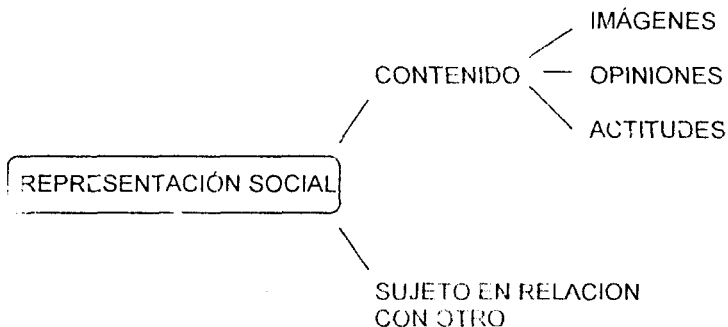 IMÁGENES
CONTENIDO
OPINIONES
ACTITUDES
REPRESENTACIÓN SOCIAL
SUJETO EN RELACION
CON OTRO